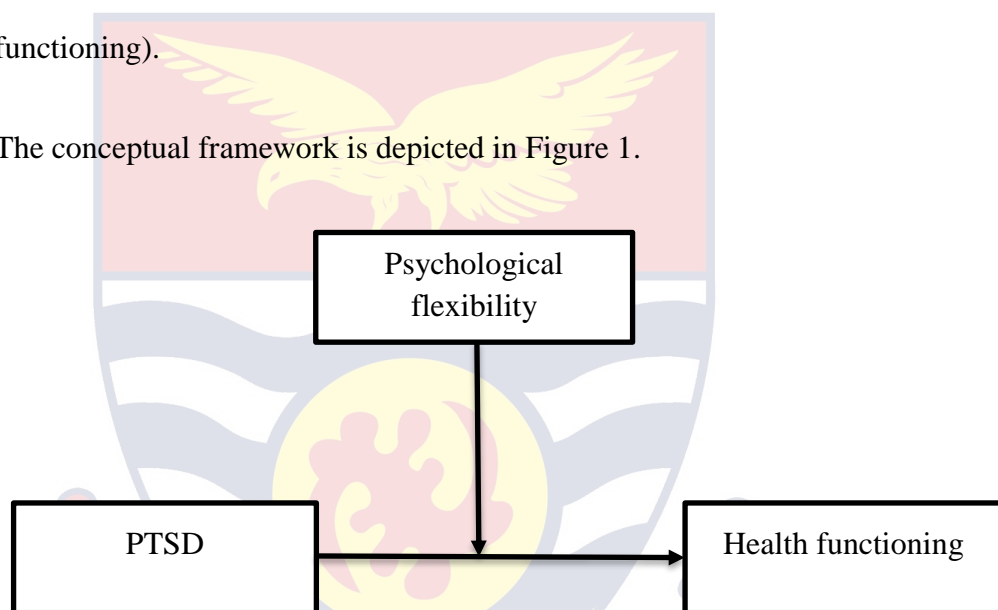 functioning).
The conceptual framework is depicted in Figure 1.
Psychological
flexibility
PTSD
Health functioning